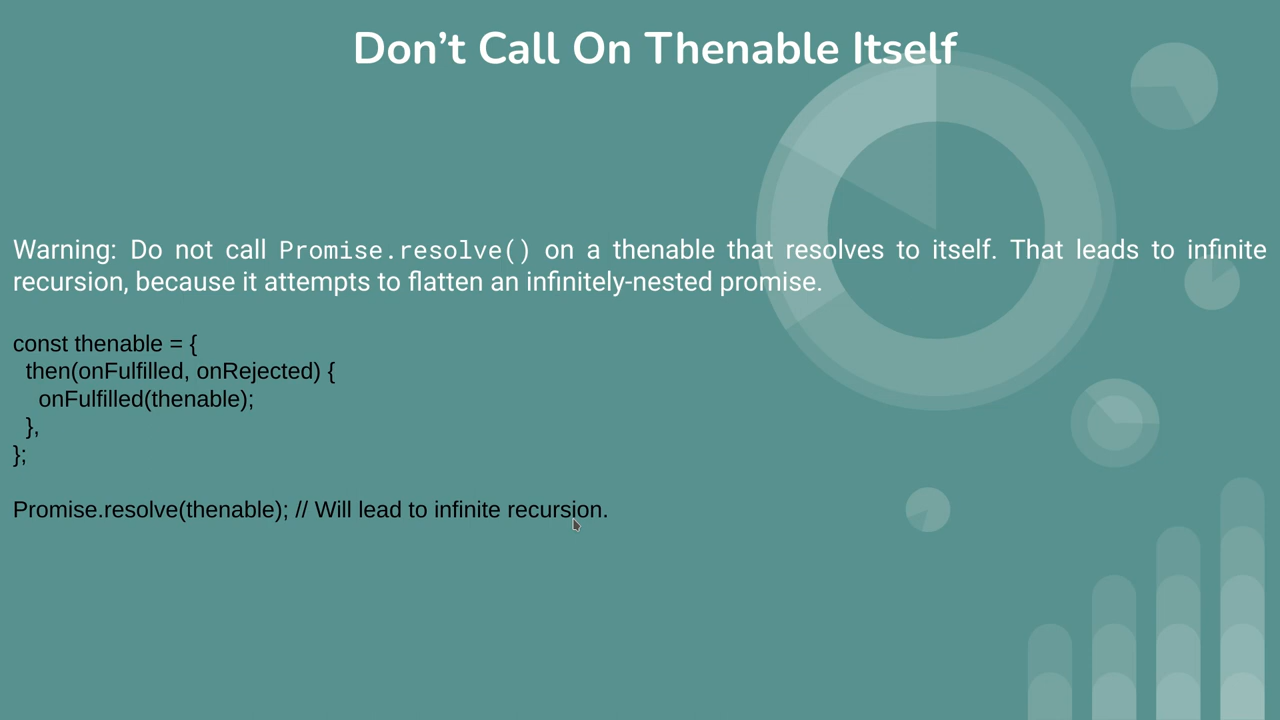 Don’t Call On Thenable Itself
Warning: Do not call Promise.resolve() on a thenable that resolves to itself. That leads to infinite
recursion, because it attempts to flatten an infinitely-nested promise.
const thenable = {
  then(onFulfilled, onRejected) {
    onFulfilled(thenable);
  },
};
Promise.resolve(thenable); // Will lead to infinite recursion.